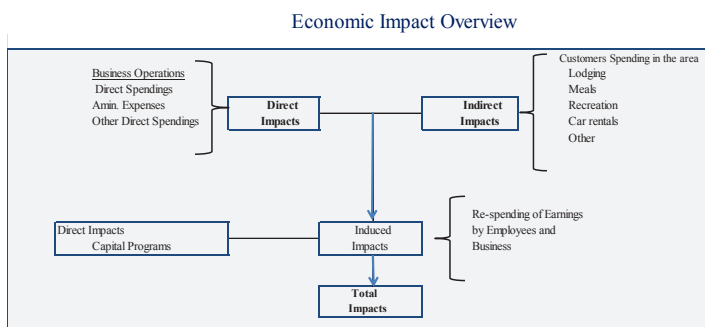 Economic Impact Overview
Business Operations
Direct Spendings
Amin. Expenses
Other Direct Spendings
Direct
Impacts
Indirect
Impacts
Customers Spending in the area
Lodging
Meals
Recreation
Car rentals
Other
Direct Impacts
Capital Programs
Induced
Impacts
Re-spending of Earnings
by Employees and
Business
Total
Impacts